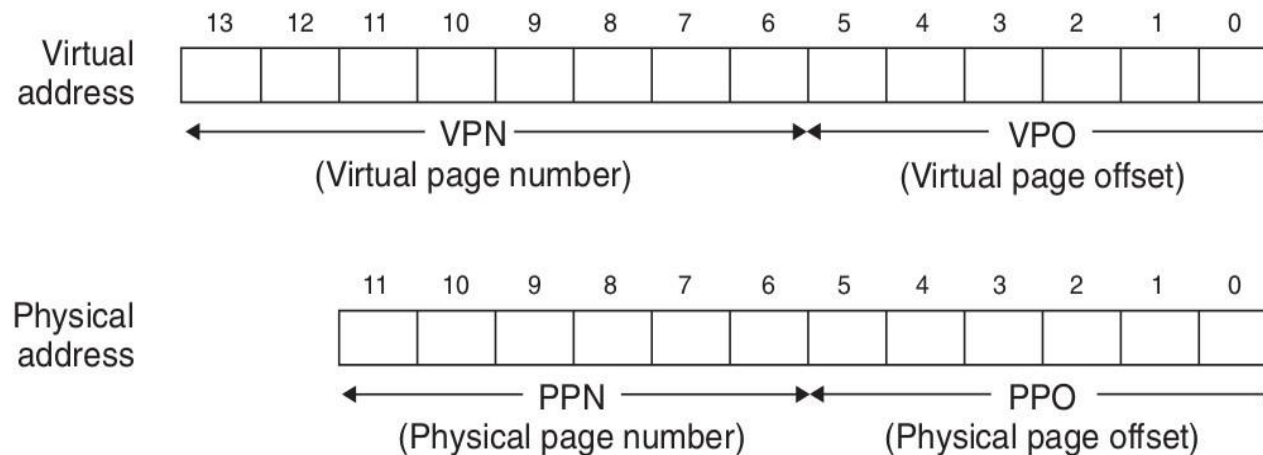 13 12 11 10 9 8 7 6 5 4 3 2 1 0
Virtual
address
VPN VPO
(Virtual page number) (Virtual page offset)
11 10 9 8 7 6 5 4 3 2 1 0
Physical
address
PPN PPO
(Physical page number) (Physical page offset)